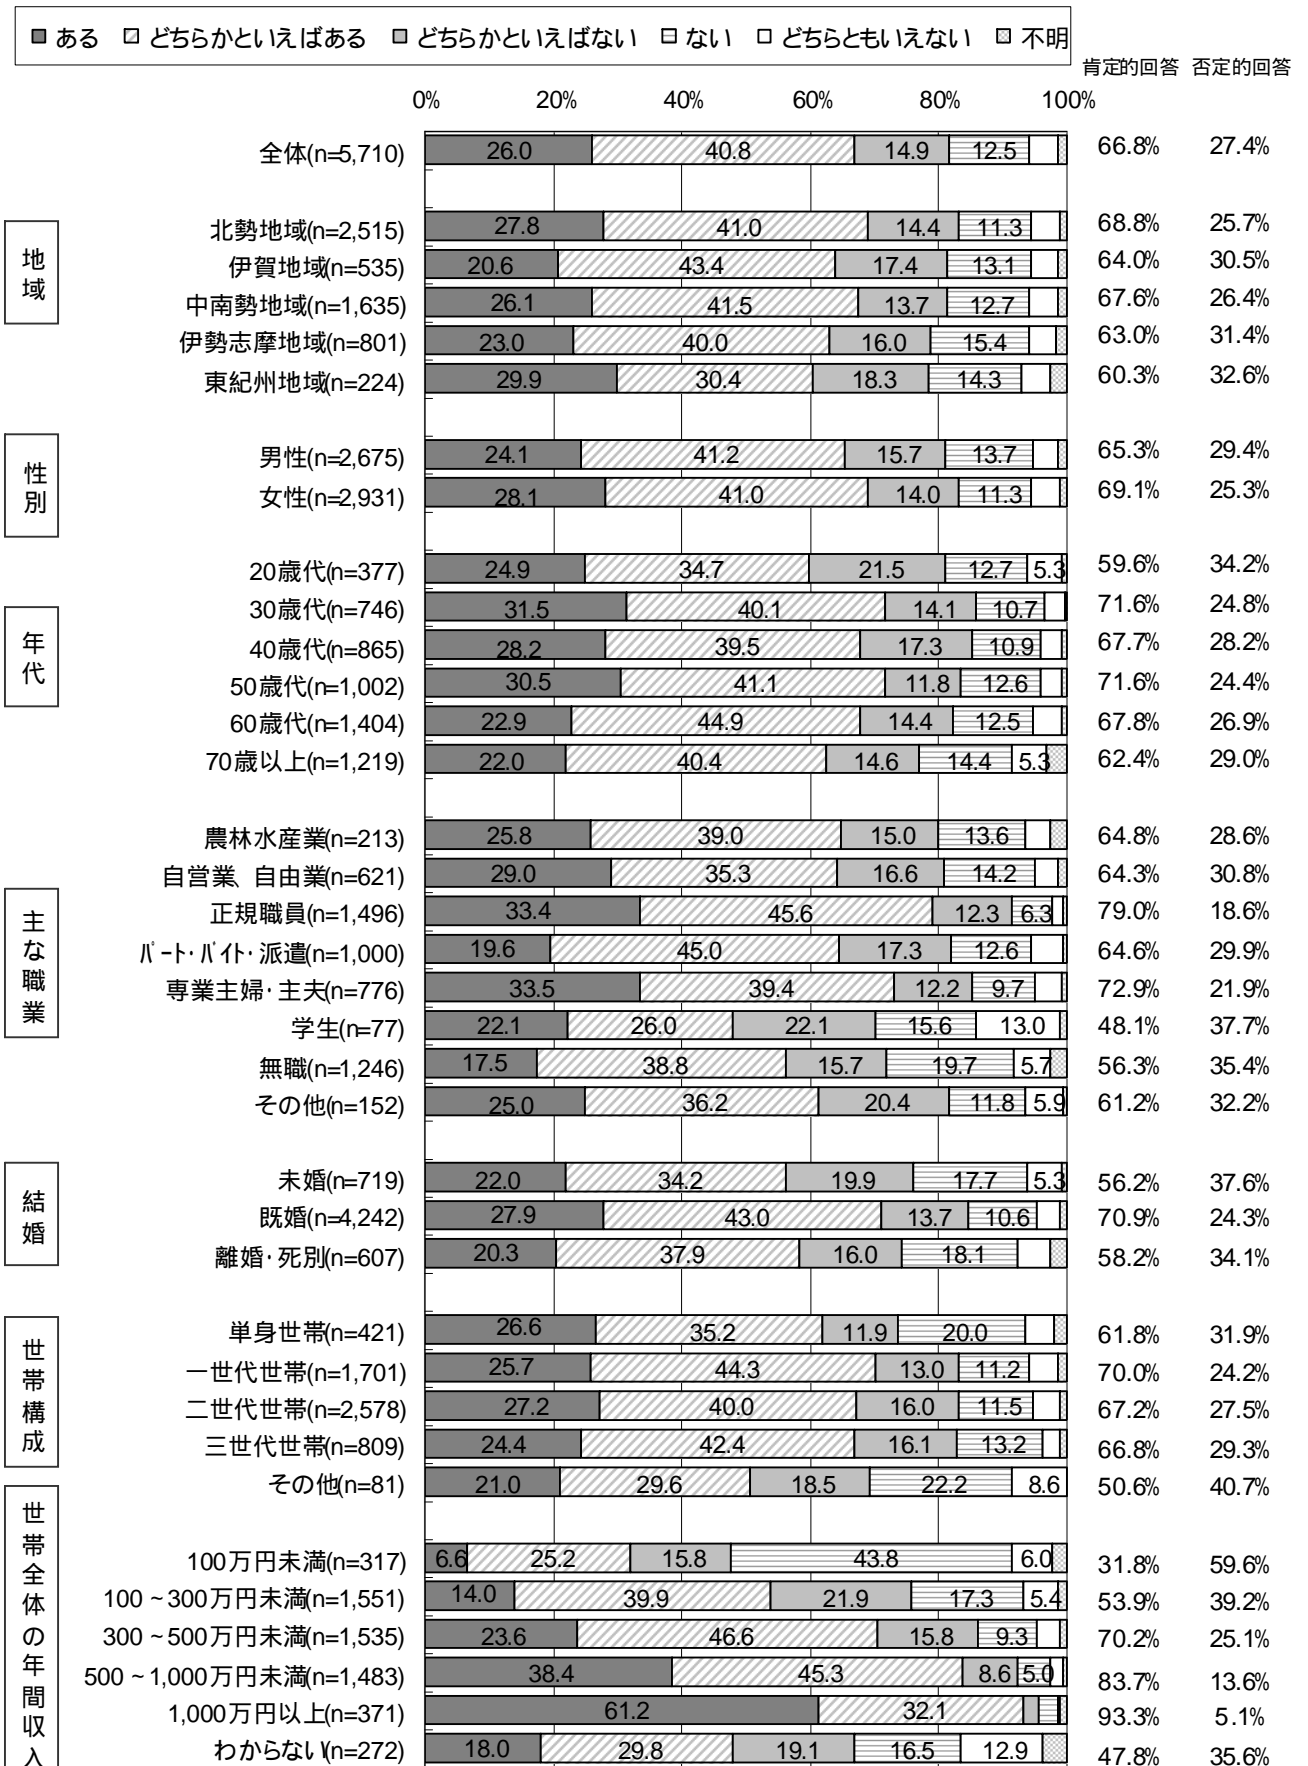 ■ ある □ どちらかといえばある □ どちらかといえばない □ ない □ どちらともいえない □ 不明
肯定的回答 否定的回答
0% 20% 40% 60% 80% 100%
全体(n=5,710) 26.0 40.8 14.9 12.5 66.8% 27.4%
地域
北勢地域(n=2,515) 27.8 41.0 14.4 11.3 68.8% 25.7%
伊賀地域(n=535) 20.6 43.4 17.4 13.1 64.0% 30.5%
中南勢地域(n=1,635) 26.1 41.5 13.7 12.7 67.6% 26.4%
伊勢志摩地域(n=801) 23.0 40.0 16.0 15.4 63.0% 31.4%
東紀州地域(n=224) 29.9 30.4 18.3 14.3 60.3% 32.6%
性別
男性(n=2,675) 24.1 41.2 15.7 13.7 65.3% 29.4%
女性(n=2,931) 28.1 41.0 14.0 11.3 69.1% 25.3%
年代
20歳代(n=377) 24.9 34.7 21.5 12.7 5.3 59.6% 34.2%
30歳代(n=746) 31.5 40.1 14.1 10.7 71.6% 24.8%
40歳代(n=865) 28.2 39.5 17.3 10.9 67.7% 28.2%
50歳代(n=1,002) 30.5 41.1 11.8 12.6 71.6% 24.4%
60歳代(n=1,404) 22.9 44.9 14.4 12.5 67.8% 26.9%
70歳以上(n=1,219) 22.0 40.4 14.6 14.4 5.3 62.4% 29.0%
主な職業
農林水産業(n=213) 25.8 39.0 15.0 13.6 64.8% 28.6%
自営業、自由業(n=621) 29.0 35.3 16.6 14.2 64.3% 30.8%
正規職員(n=1,496) 33.4 45.6 12.3 6.3 79.0% 18.6%
パート・バイト・派遣(n=1,000) 19.6 45.0 17.3 12.6 64.6% 29.9%
専業主婦・主夫(n=776) 33.5 39.4 12.2 9.7 72.9% 21.9%
学生(n=77) 22.1 26.0 22.1 15.6 13.0 48.1% 37.7%
無職(n=1,246) 17.5 38.8 15.7 19.7 5.7 56.3% 35.4%
その他(n=152) 25.0 36.2 20.4 11.8 5.9 61.2% 32.2%
結婚
未婚(n=719) 22.0 34.2 19.9 17.7 5.3 56.2% 37.6%
既婚(n=4,242) 27.9 43.0 13.7 10.6 70.9% 24.3%
離婚・死別(n=607) 20.3 37.9 16.0 18.1 58.2% 34.1%
世帯構成
単身世帯(n=421) 26.6 35.2 11.9 20.0 61.8% 31.9%
一世代世帯(n=1,701) 25.7 44.3 13.0 11.2 70.0% 24.2%
二世代世帯(n=2,578) 27.2 40.0 16.0 11.5 67.2% 27.5%
三世代世帯(n=809) 24.4 42.4 16.1 13.2 66.8% 29.3%
その他(n=81) 21.0 29.6 18.5 22.2 8.6 50.6% 40.7%
世帯全体の年間収入
100万円未満(n=317) 6.6 25.2 15.8 43.8 6.0 31.8% 59.6%
100~300万円未満(n=1,551) 14.0 39.9 21.9 17.3 5.4 53.9% 39.2%
300~500万円未満(n=1,535) 23.6 46.6 15.8 9.3 70.2% 25.1%
500~1,000万円未満(n=1,483) 38.4 45.3 8.6 5.0 83.7% 13.6%
1,000万円以上(n=371) 61.2 32.1 93.3% 5.1%
わからない(n=272) 18.0 29.8 19.1 16.5 12.9 47.8% 35.6%